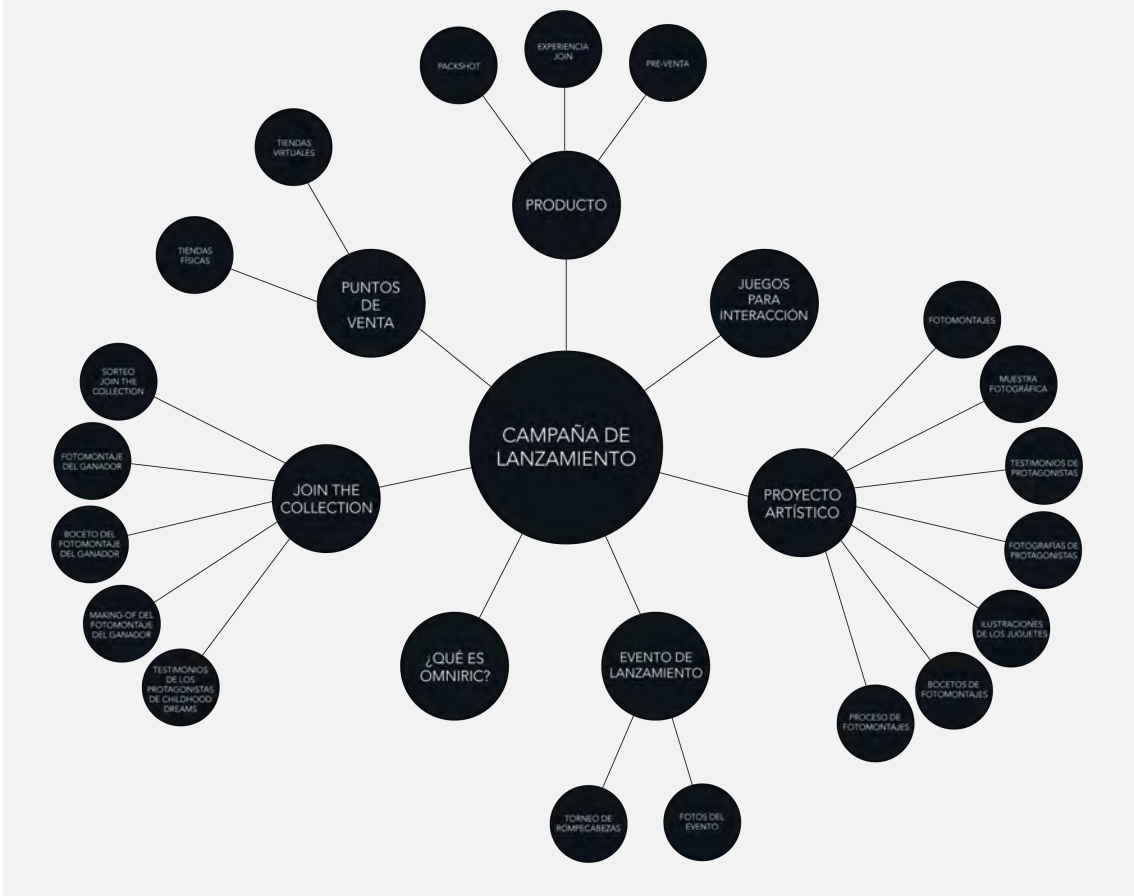 PACKSHOT
EXPERIENCIA
JOIN
PRE-VENTA
PRODUCTO
TIENDAS
VIRTUALES
TIENDAS
FÍSICAS
PUNTOS
DE
VENTA
JUEGOS
PARA
INTERACCIÓN
CAMPAÑA DE
LANZAMIENTO
JOIN THE
COLLECTION
SORTEO
JOIN THE
COLLECTION
FOTOMONTAJE
DEL GANADOR
BOCETO DEL
FOTOMONTAJE
DEL GANADOR
MAKING-OF DEL
FOTOMONTAJE
DEL GANADOR
TESTIMONIOS
DE LOS
PROTAGONISTAS
DE CHILDHOOD
DREAMS
PROYECTO
ARTÍSTICO
FOTOMONTAJES
MUESTRA
FOTOGRÁFICA
TESTIMONIOS DE
PROTAGONISTAS
FOTOGRAFÍAS DE
PROTAGONISTAS
ILUSTRACIONES
DE LOS JUGUETES
BOCETOS DE
FOTOMONTAJES
PROCESO DE
FOTOMONTAJES
¿QUÉ ES
OMNIRIC?
EVENTO DE
LANZAMIENTO
TORNEO DE
ROMPECABEZAS
FOTOS DEL
EVENTO